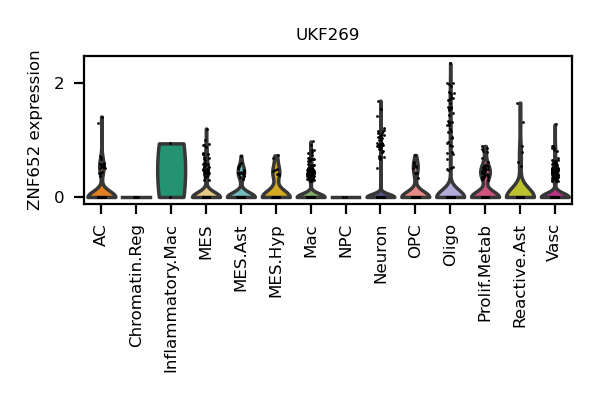 UKF269
ZNF652 expression
2
0
AC
Chromatin.Reg
Inflammatory.Mac
MES
MES.Ast
MES.Hyp
Mac
NPC
Neuron
OPC
Oligo
Prolif.Metab
Reactive.Ast
Vasc